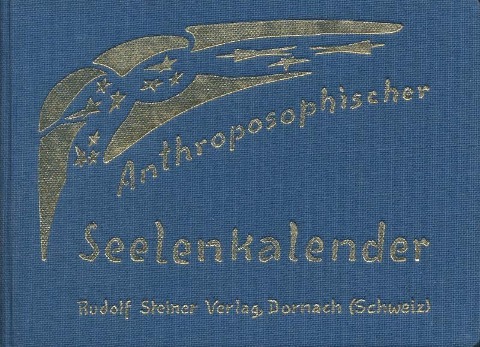 Anthroposophischer
Seelenkalender
Rudolf Steiner Verlag, Dornach (Schweiz)